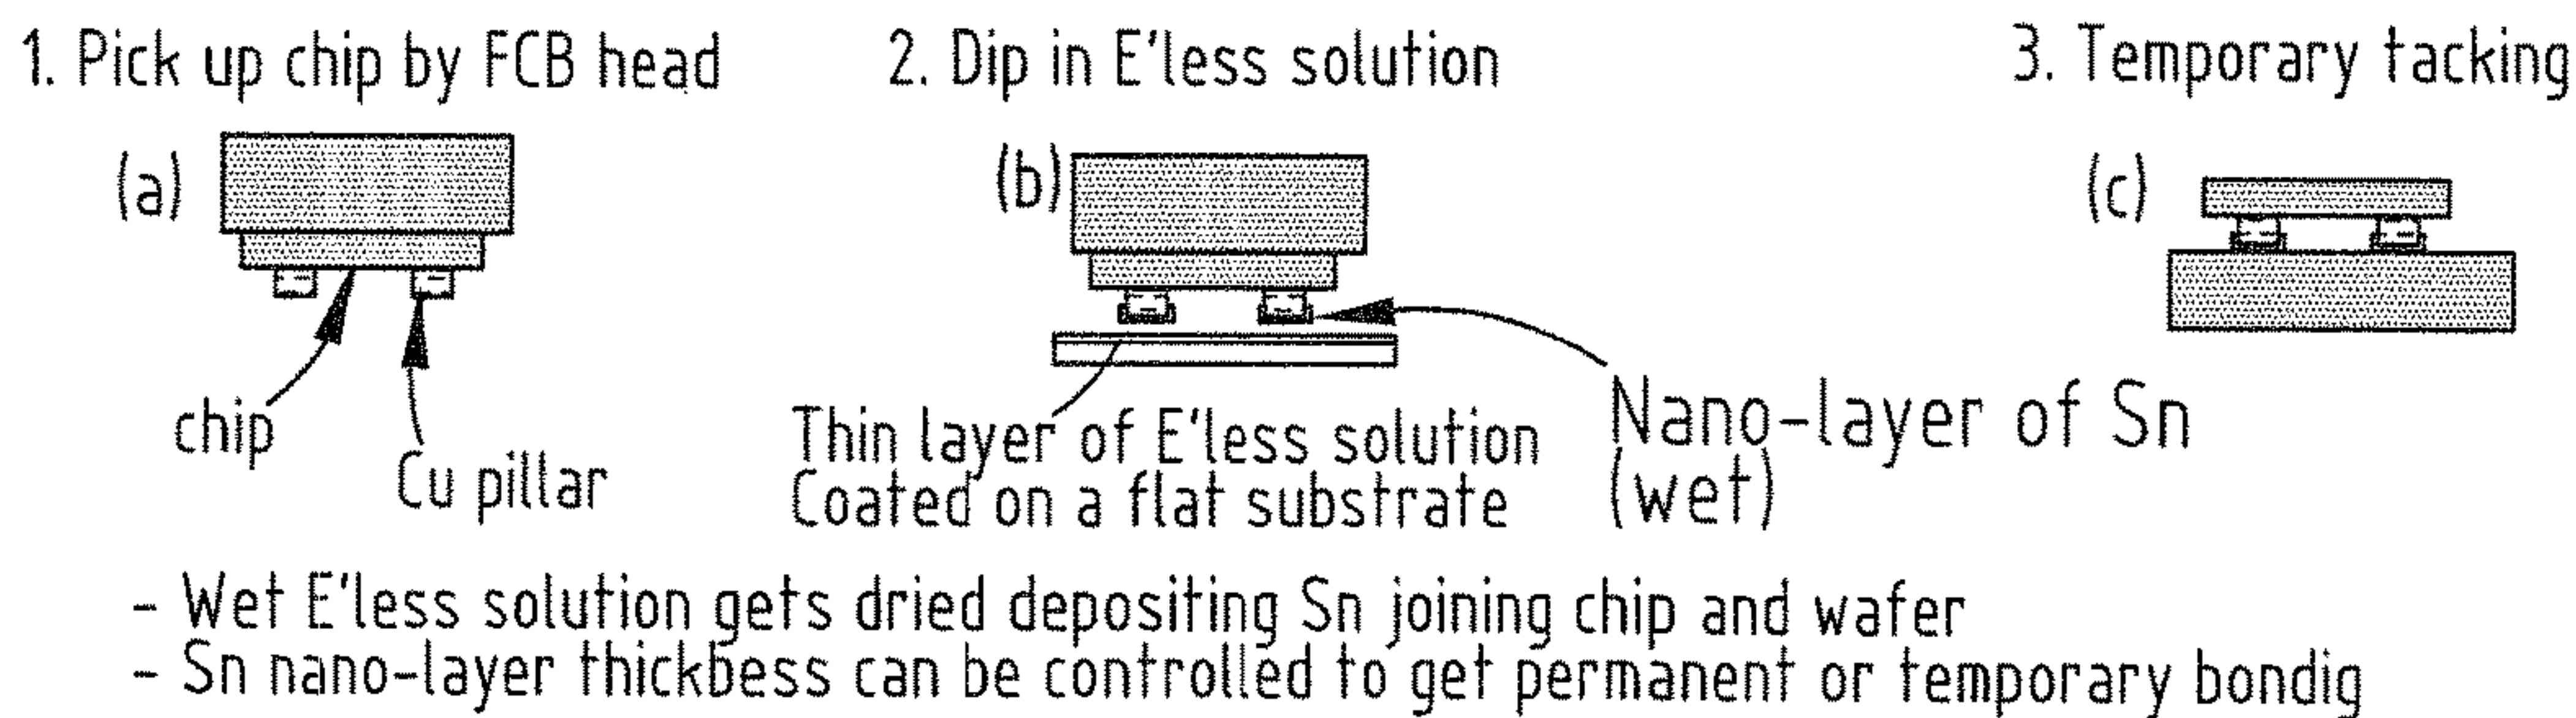 1. Pick up chip by FCB head
2. Dip in E'less solution
3. Temporary tacking
(a)
(b)
(c)
chip
Cu pillar
Thin layer of E'less solution
Coated on a flat substrate
Nano-layer of Sn
(wet)
- Wet E'less solution gets dried depositing Sn joining chip and wafer
- Sn nano-layer thickbess can be controlled to get permanent or temporary bondig